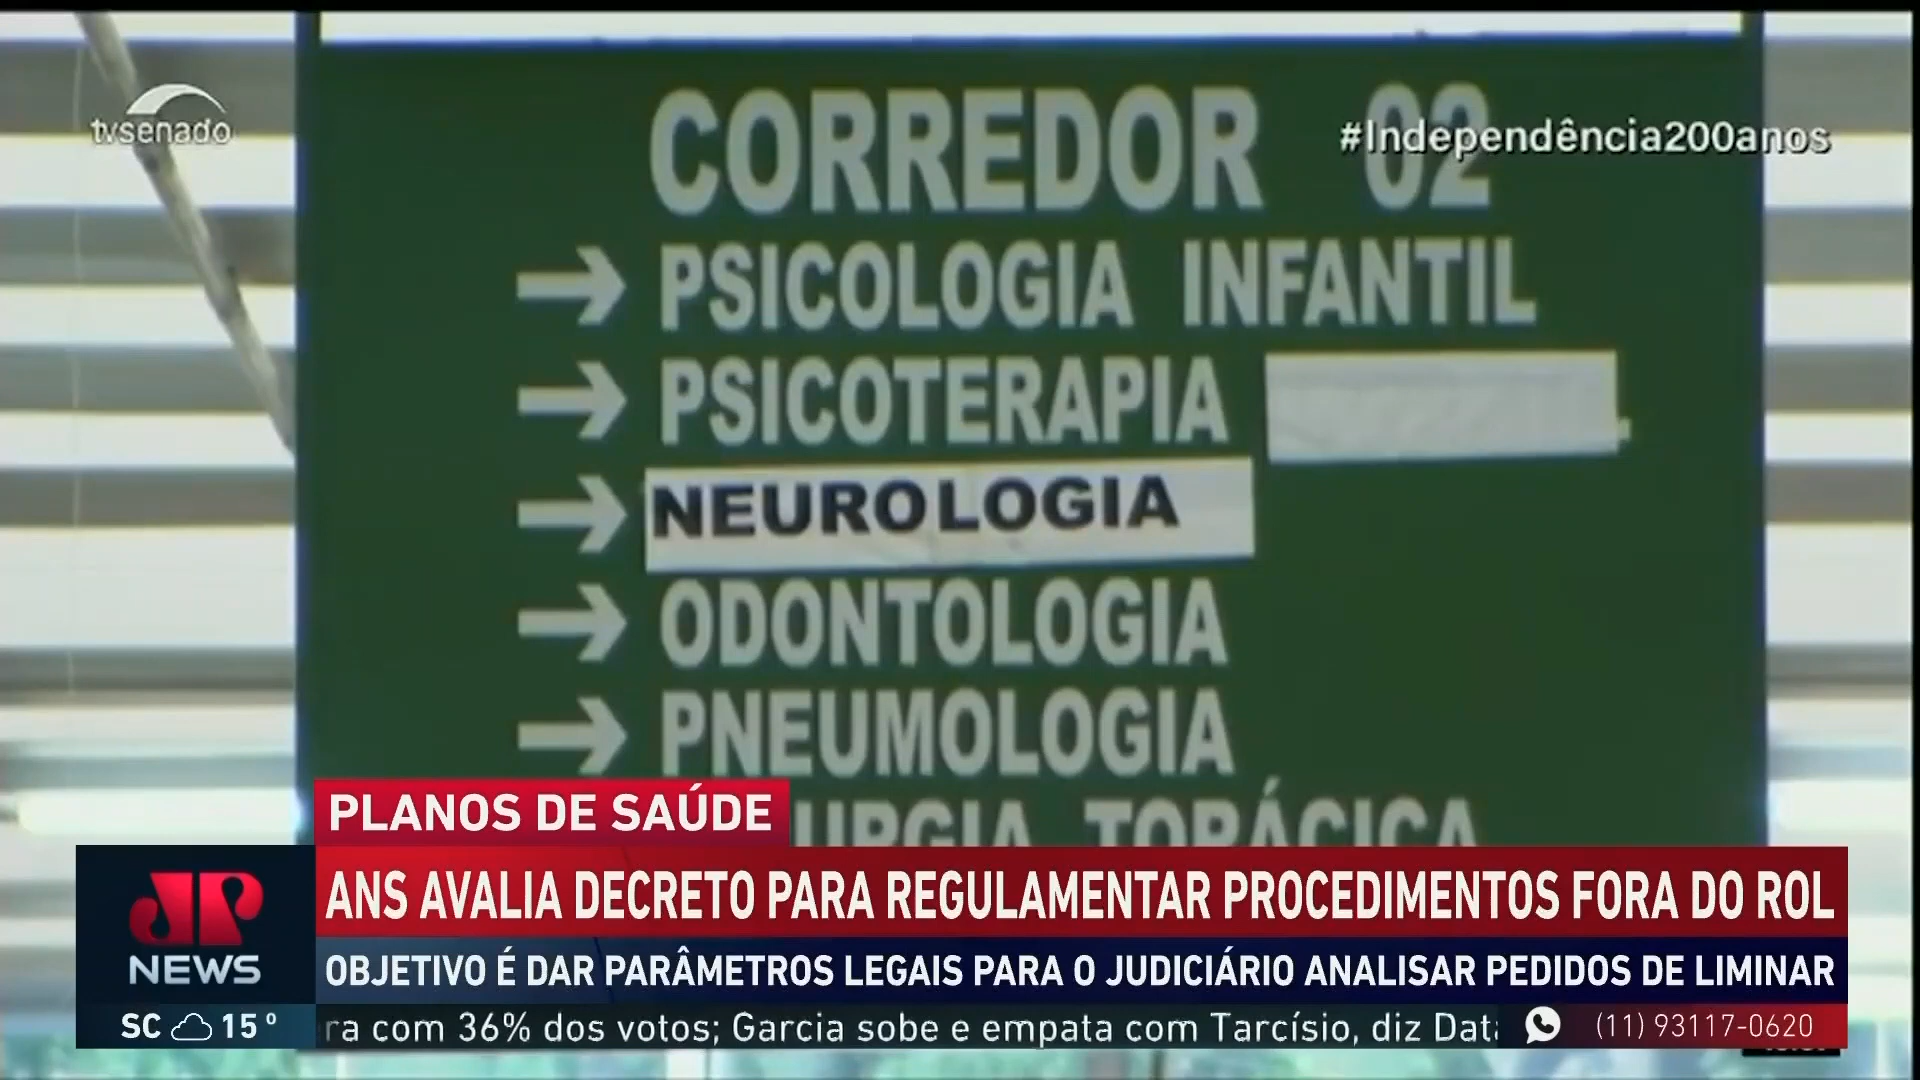 tvsenado
#Independência200anos
CORREDOR 02
→ PSICOLOGIA INFANTIL
→ PSICOTERAPIA
→ NEUROLOGIA
→ ODONTOLOGIA
→ PNEUMOLOGIA
TORÁCICA
PLANOS DE SAÚDE
ANS AVALIA DECRETO PARA REGULAMENTAR PROCEDIMENTOS FORA DO ROL
OBJETIVO É DAR PARÂMETROS LEGAIS PARA O JUDICIÁRIO ANALISAR PEDIDOS DE LIMINAR
JP
NEWS
SC 15°
ra com 36% dos votos; Garcia sobe e empata com Tarcísio, diz Dat
(11) 93117-0620